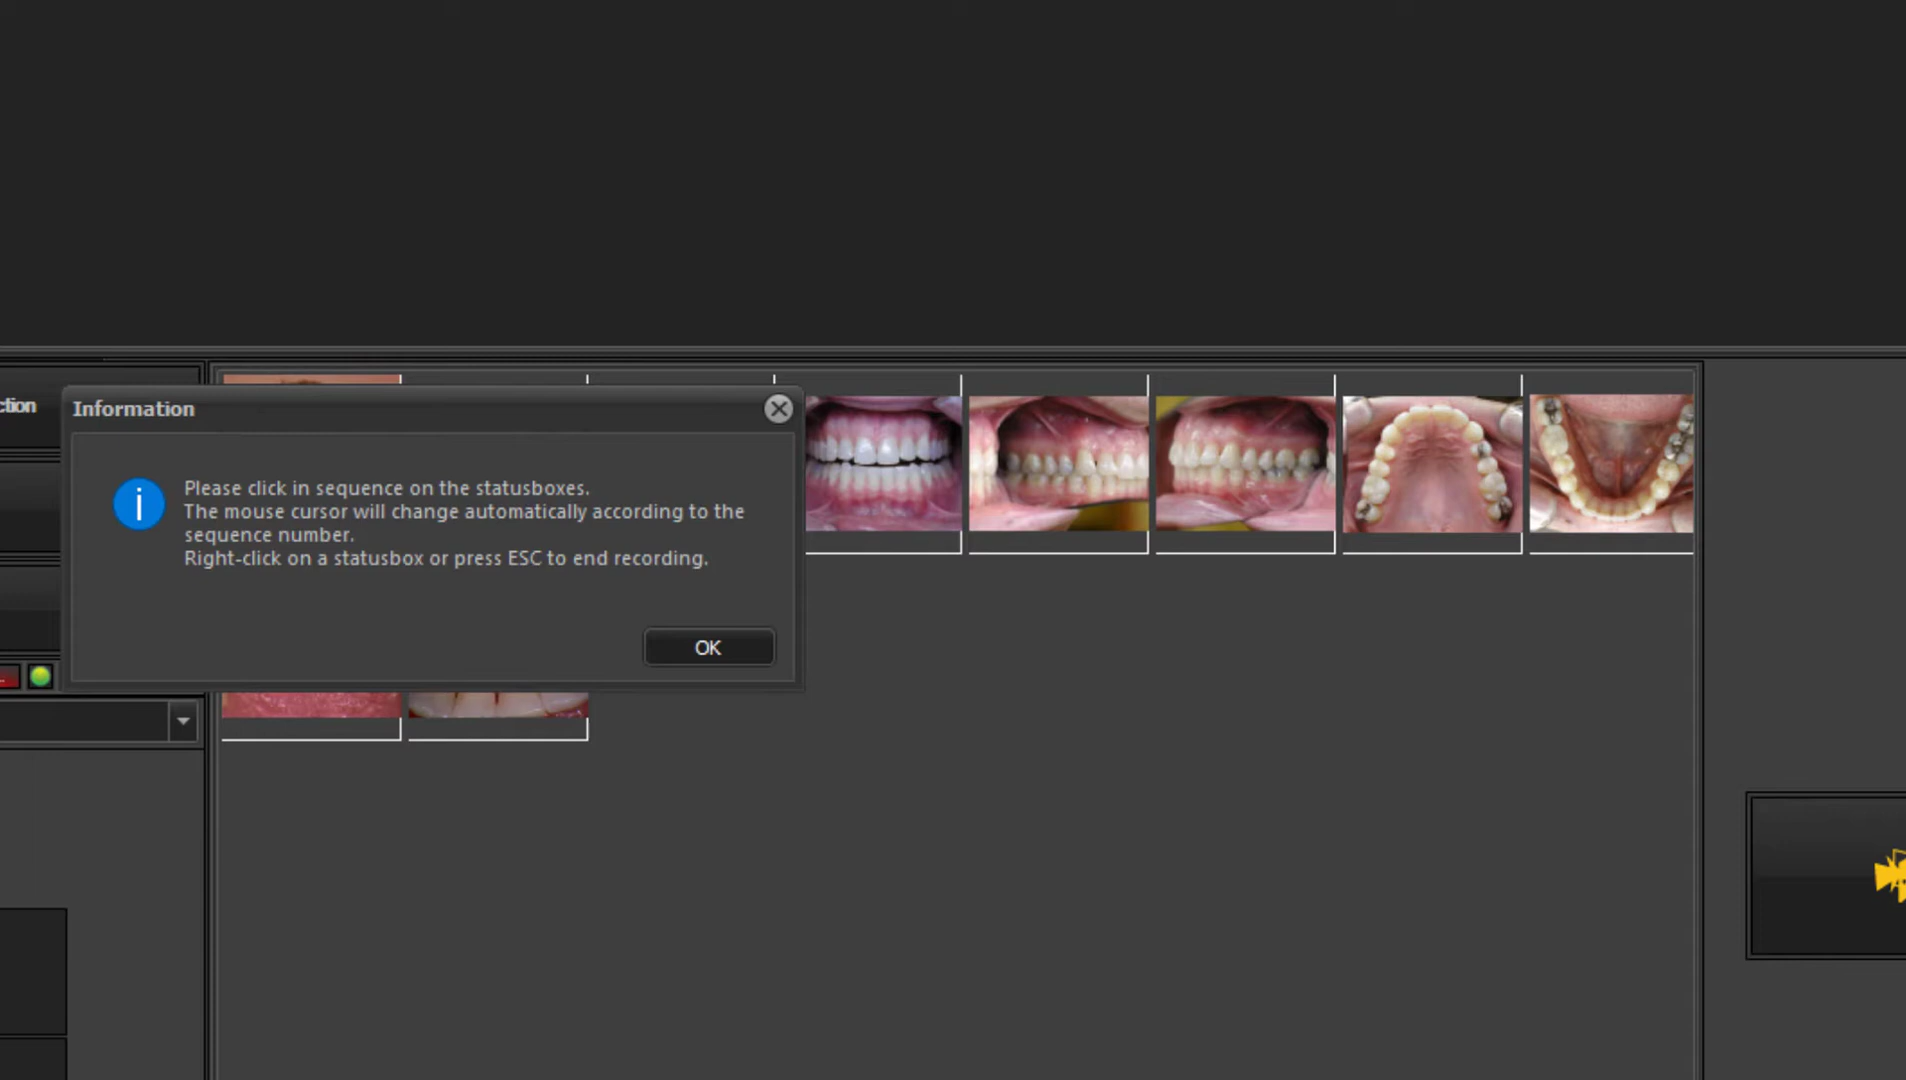 ction
Information
Please click in sequence on the statusboxes.
The mouse cursor will change automatically according to the
sequence number.
Right-click on a statusbox or press ESC to end recording.
OK